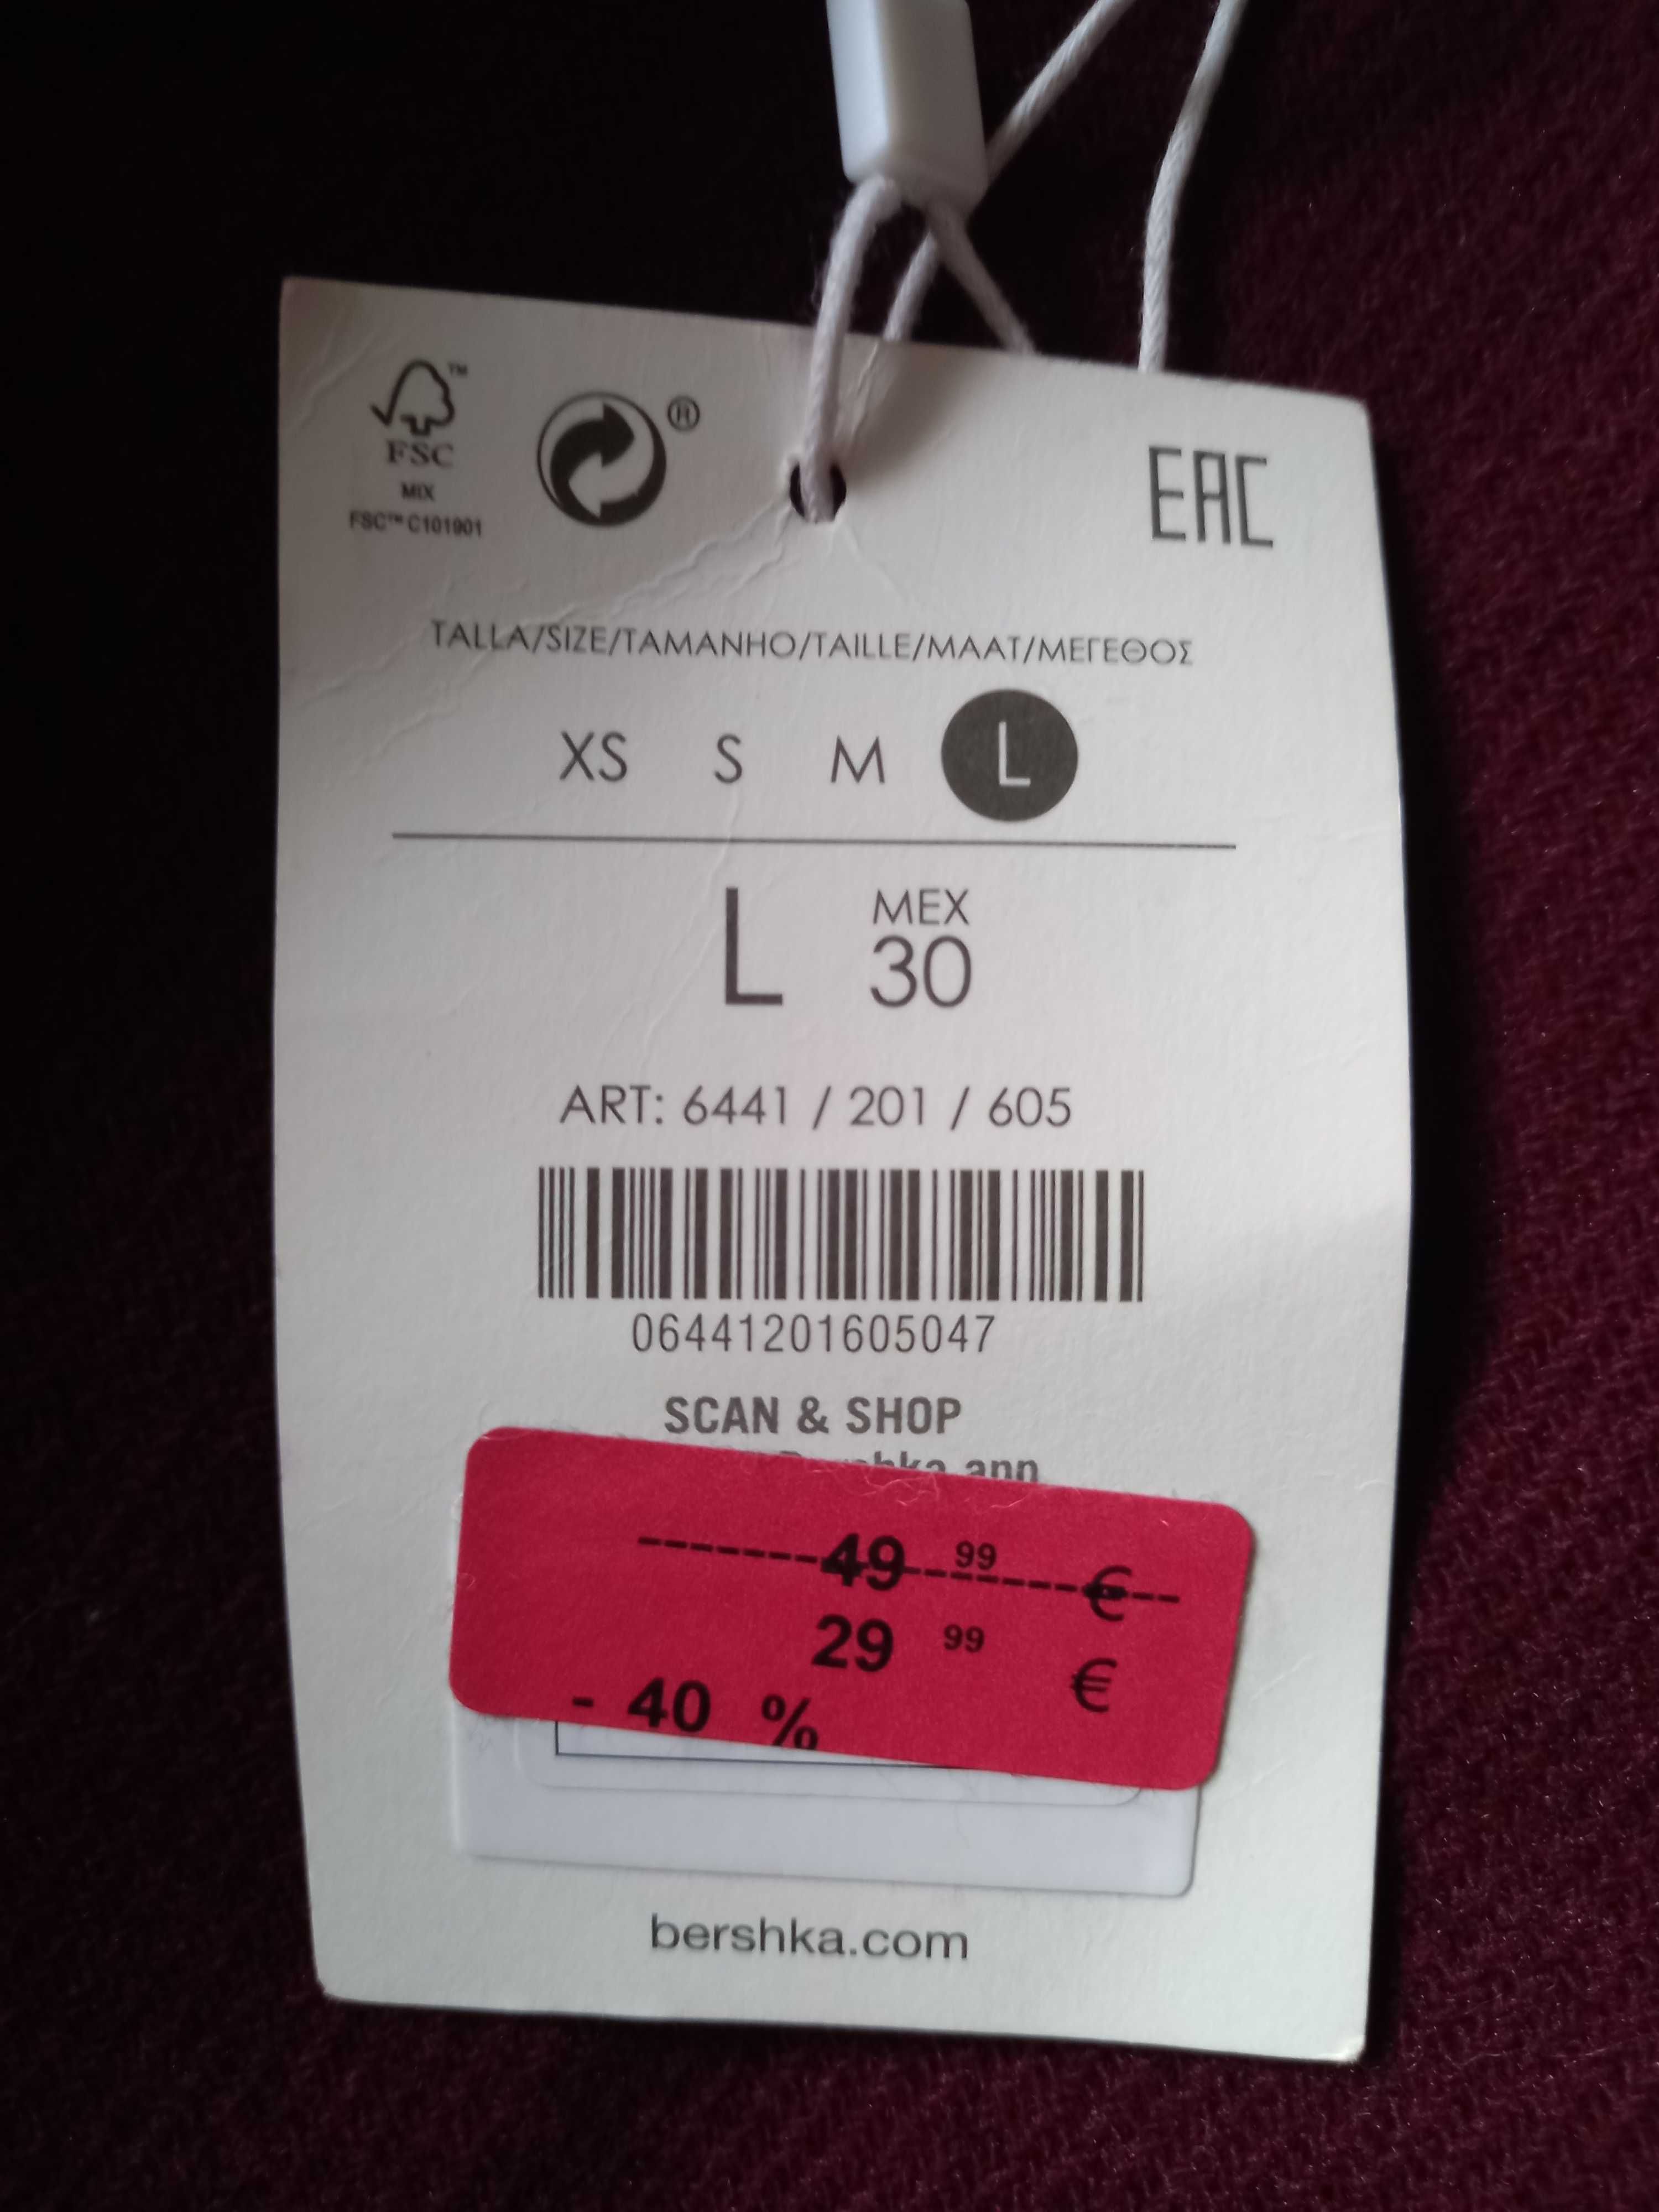 ™
FSC
MIX
FSC™ C101901
®
EAC
TALLA/SIZE/TAMANHO/TAILLE/MAAT/ΜΕΓΕΘΟΣ
XS S M L
L MEX 30
ART: 6441 / 201 / 605
06441201605047
SCAN & SHOP
49 99 €
29 99 €
- 40 %
bershka.com